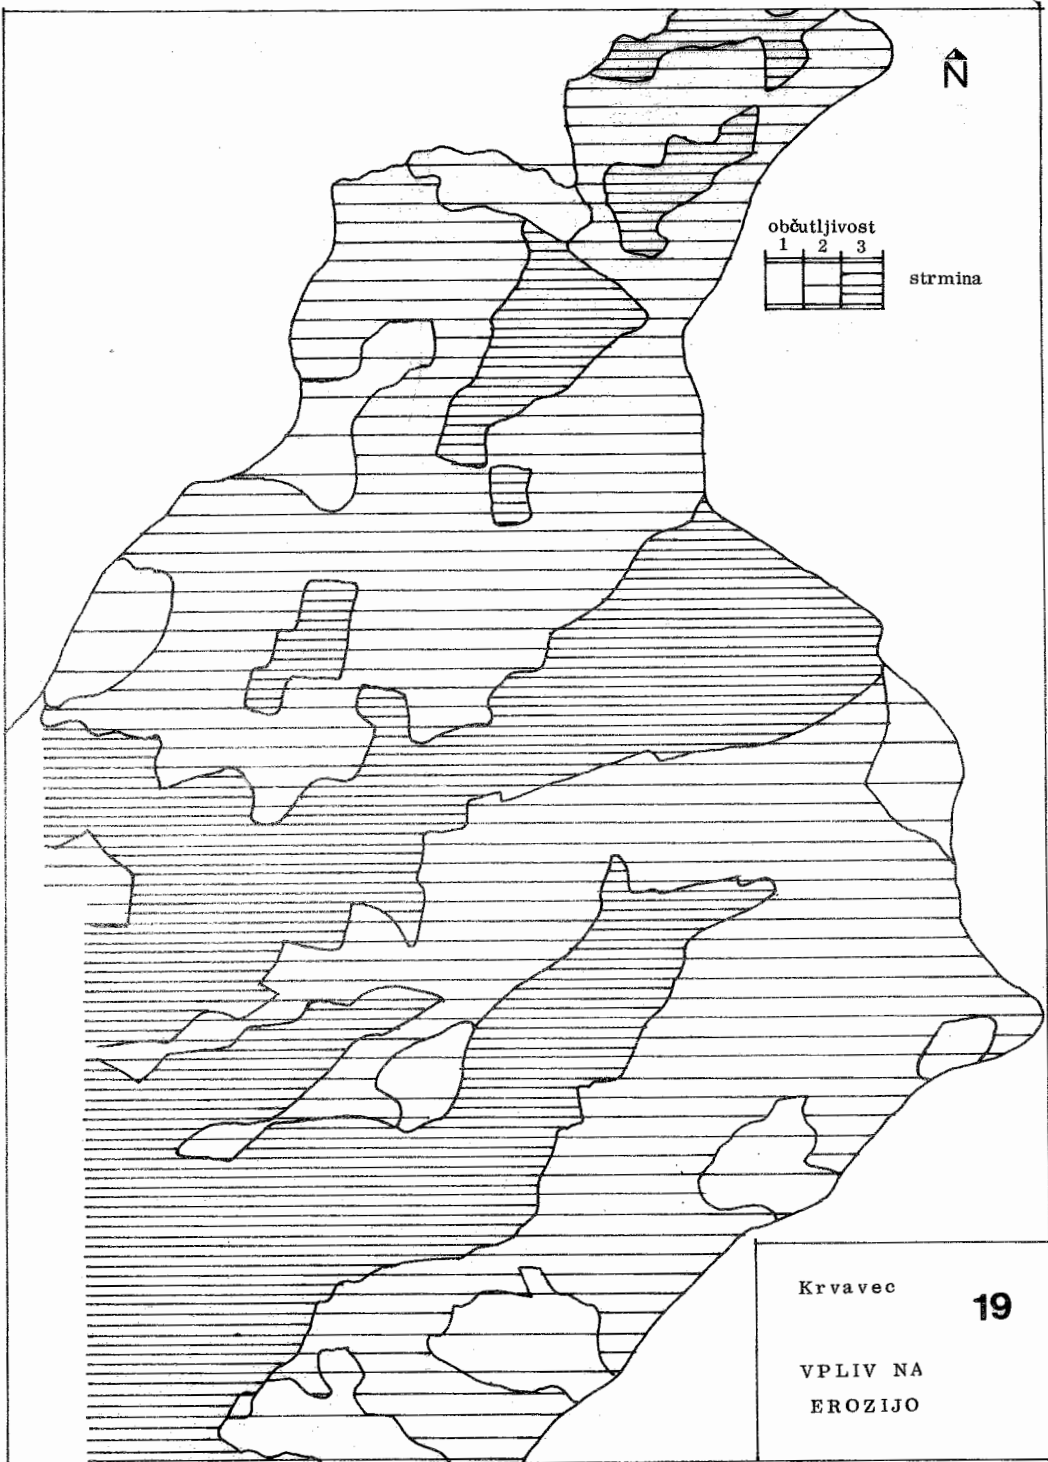 N
občutljivost
1 2 3
strmina
Krvavec
19
VPLIV NA
EROZIJO